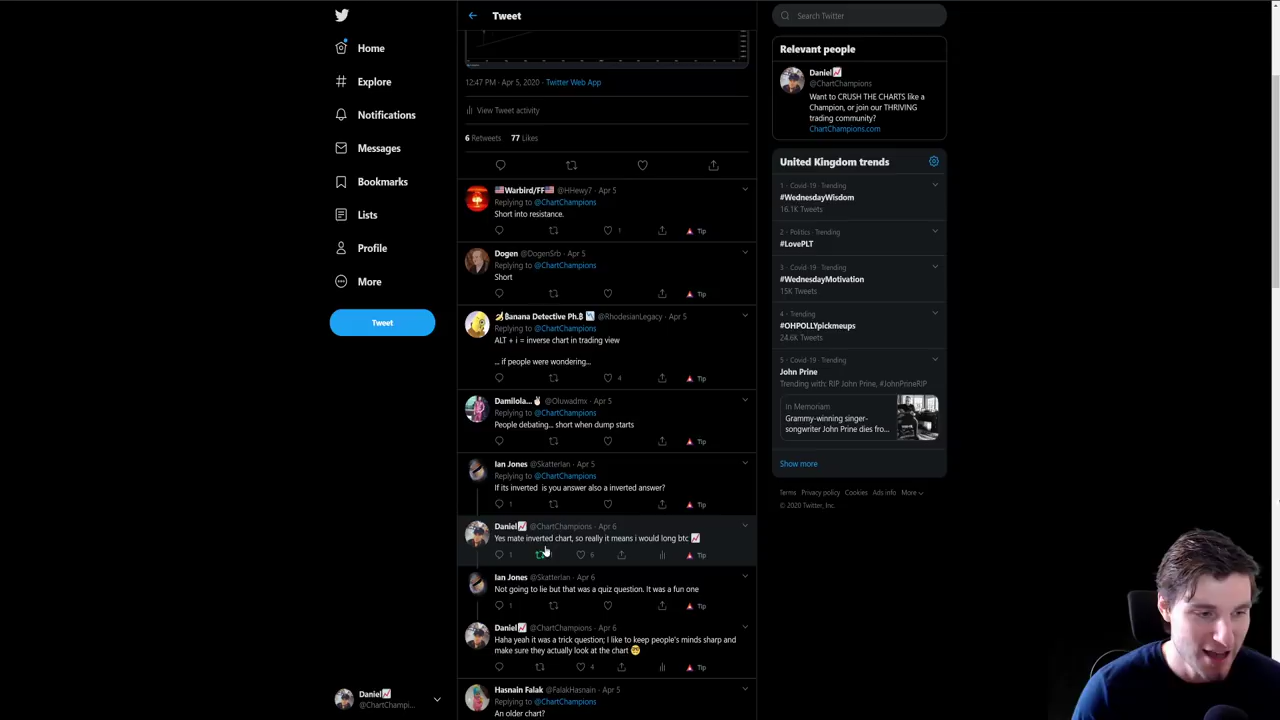 Home
Explore
Notifications
Messages
Bookmarks
Lists
Profile
More
Tweet
Daniel📈
@ChartChampi...
Tweet
12:47 PM · Apr 5, 2020 · Twitter Web App
View Tweet activity
6 Retweets 77 Likes
🇺🇸Warbird/FF🇺🇸 @HHewy7 · Apr 5
Replying to @ChartChampions
Short into resistance.
1 Tip
Dogen @DogenSrb · Apr 5
Replying to @ChartChampions
Short
Tip
🍌₿anana Detective Ph.₿ @RhodesianLegacy · Apr 5
Replying to @ChartChampions
ALT + i = inverse chart in trading view
... if people were wondering...
4 Tip
Damilola...✌🏻 @Oluwadmx · Apr 5
Replying to @ChartChampions
People debating... short when dump starts
Tip
Ian Jones @SkatterIan · Apr 5
Replying to @ChartChampions
If its inverted is you answer also a inverted answer?
1 Tip
Daniel📈 @ChartChampions · Apr 6
Yes mate inverted chart, so really it means i would long btc 📈
1 6 Tip
Ian Jones @SkatterIan · Apr 6
Not going to lie but that was a quiz question. It was a fun one
1 Tip
Daniel📈 @ChartChampions · Apr 6
Haha yeah it was a trick question; I like to keep people's minds sharp and
make sure they actually look at the chart 🤓
4 Tip
Hasnain Falak @FalakHasnain · Apr 5
Replying to @ChartChampions
An older chart?
Search Twitter
Relevant people
Daniel📈
@ChartChampions
Want to CRUSH THE CHARTS like a
Champion, or join our THRIVING
trading community?
ChartChampions.com
United Kingdom trends
1 · Covid-19 · Trending
#WednesdayWisdom
16.1K Tweets
2 · Politics · Trending
#LovePLT
3 · Covid-19 · Trending
#WednesdayMotivation
15K Tweets
4 · Trending
#OHPOLLYpickmeups
24.6K Tweets
5 · Covid-19 · Trending
John Prine
Trending with: RIP John Prine, #JohnPrineRIP
In Memoriam
Grammy-winning singer-
songwriter John Prine dies fro...
Show more
Terms Privacy policy Cookies Ads info More
© 2020 Twitter, Inc.